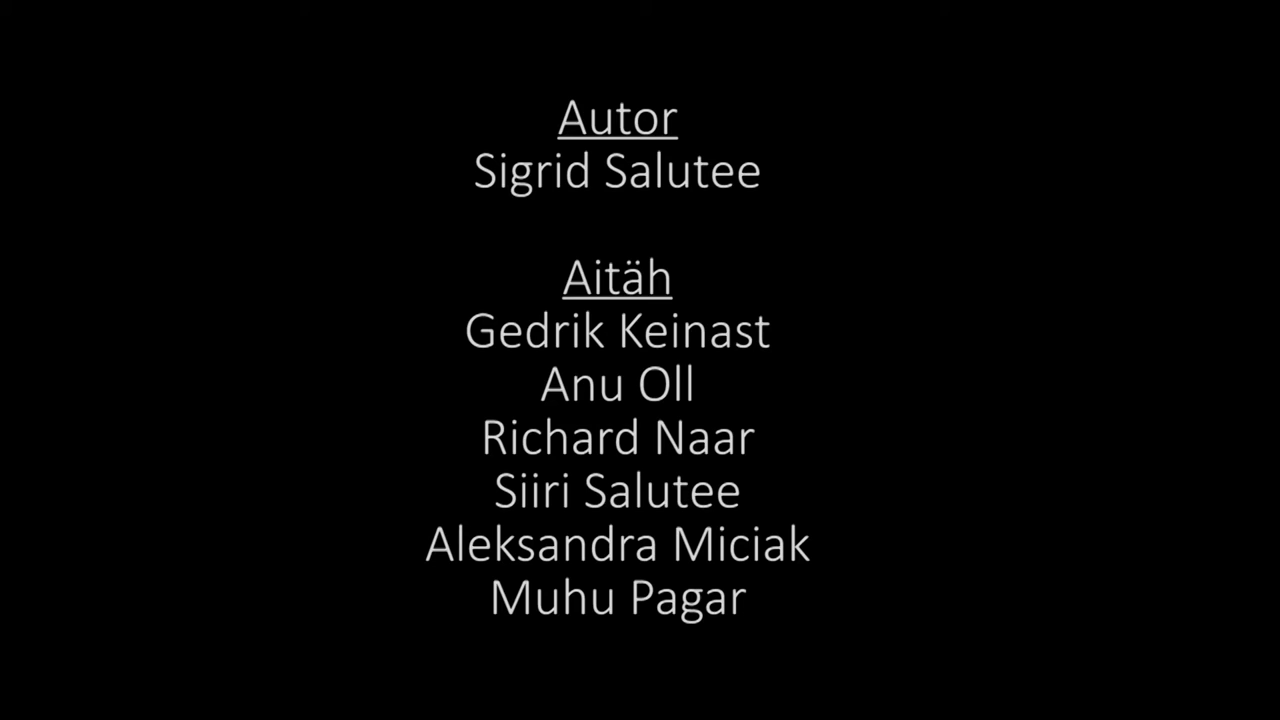 Autor
Sigrid Salutee
Aitäh
Gedrik Keinast
Anu Oll
Richard Naar
Siiri Salutee
Aleksandra Miciak
Muhu Pagar